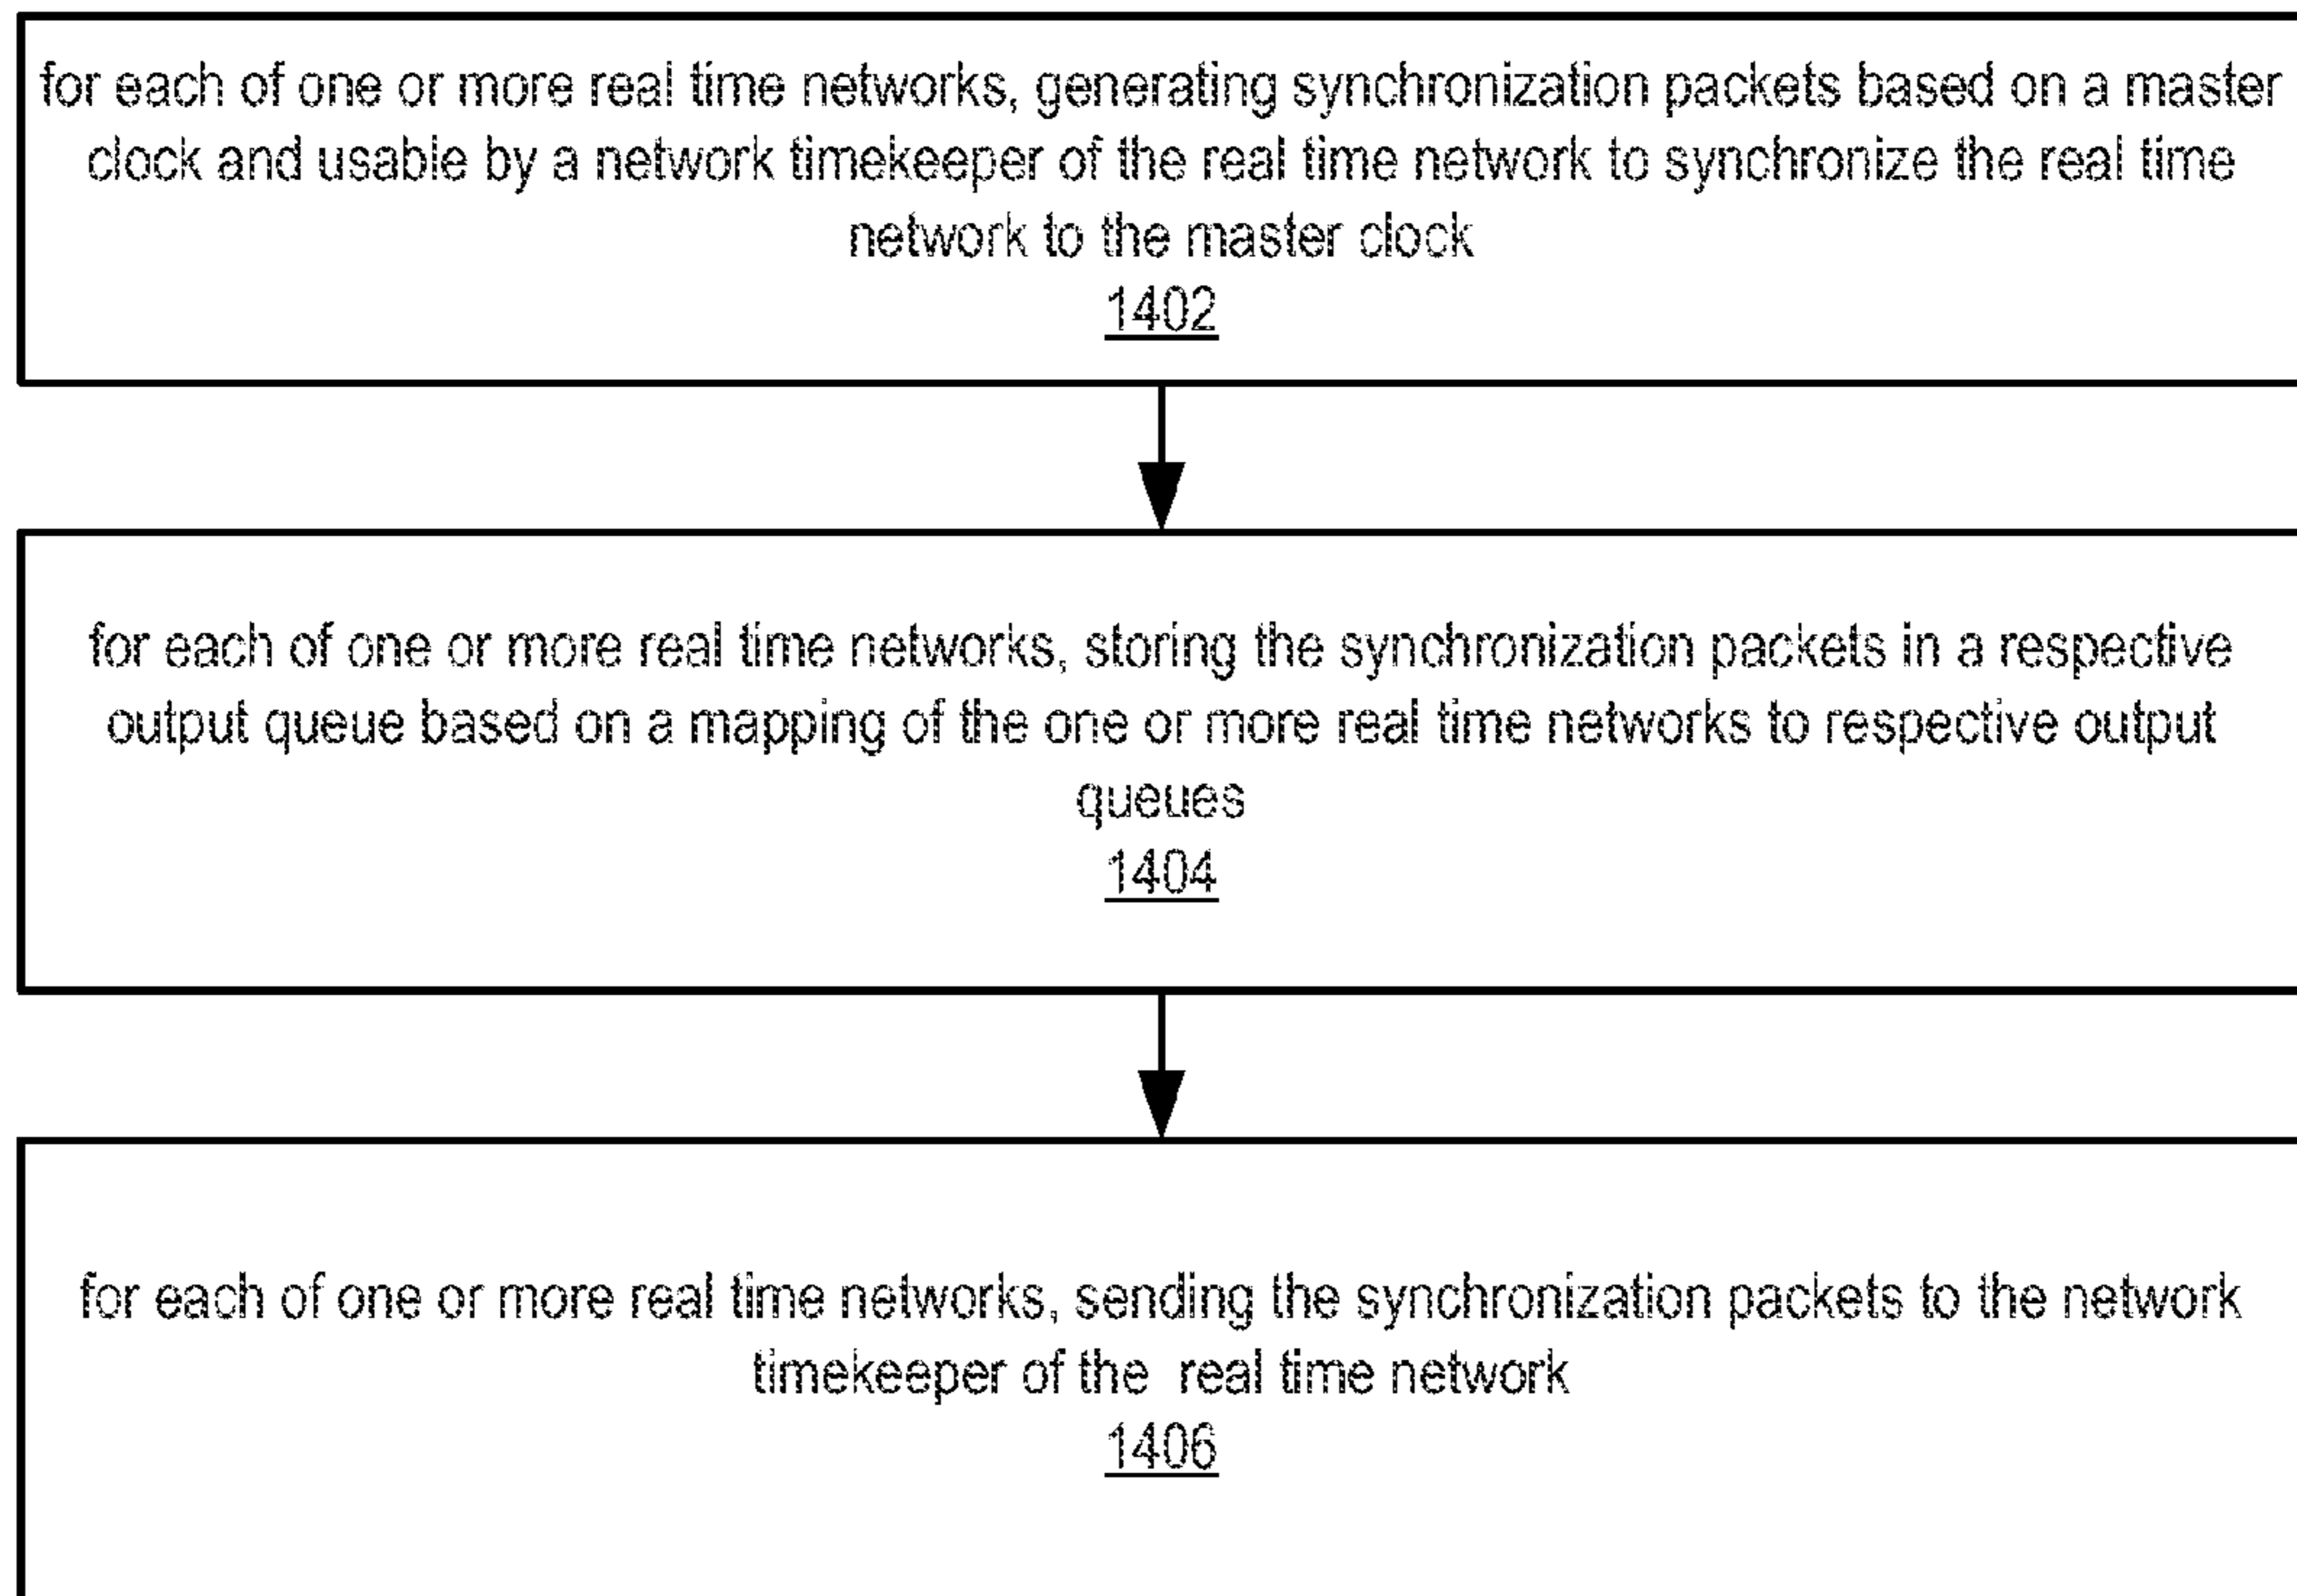 for each of one or more real time networks, generating synchronization packets based on a master
clock and usable by a network timekeeper of the real time network to synchronize the real time
network to the master clock
1402
for each of one or more real time networks, storing the synchronization packets in a respective
output queue based on a mapping of the one or more real time networks to respective output
queues
1404
for each of one or more real time networks, sending the synchronization packets to the network
timekeeper of the real time network
1406